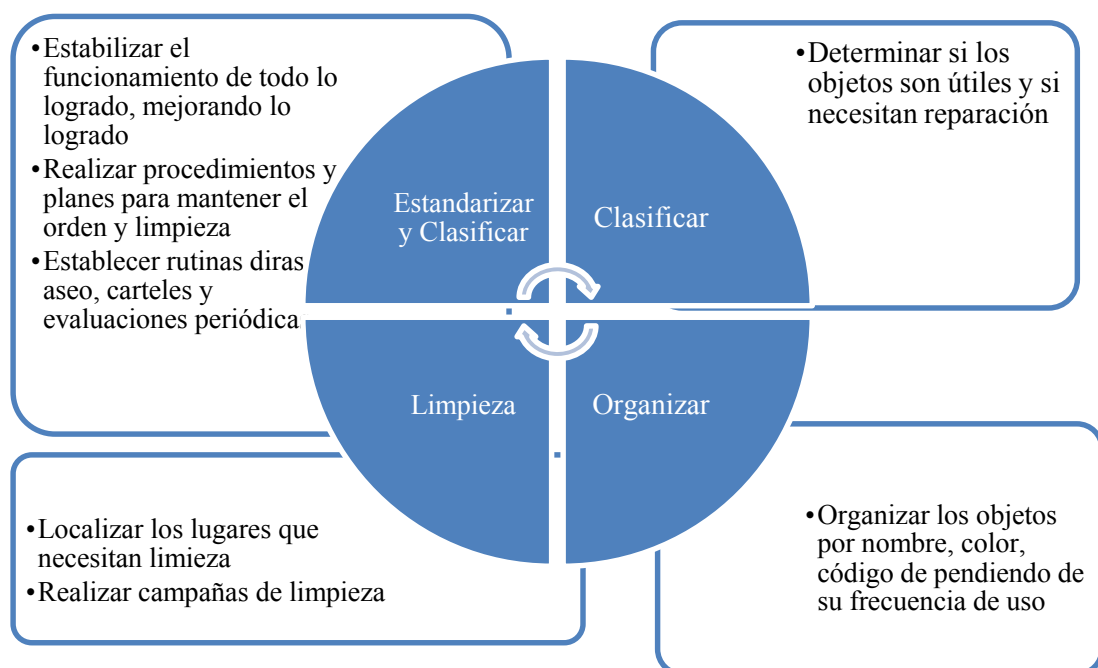 •Estabilizar el
funcionamiento de todo lo
logrado, mejorando lo
logrado
•Realizar procedimientos y
planes para mantener el
orden y limpieza
•Establecer rutinas diras
aseo, carteles y
evaluaciones periódica
•Determinar si los
objetos son útiles y si
necesitan reparación
Estandarizar
y Clasificar
Clasificar
Limpieza
Organizar
•Localizar los lugares que
necesitan limieza
•Realizar campañas de limpieza
•Organizar los objetos
por nombre, color,
código de pendiendo de
su frecuencia de uso